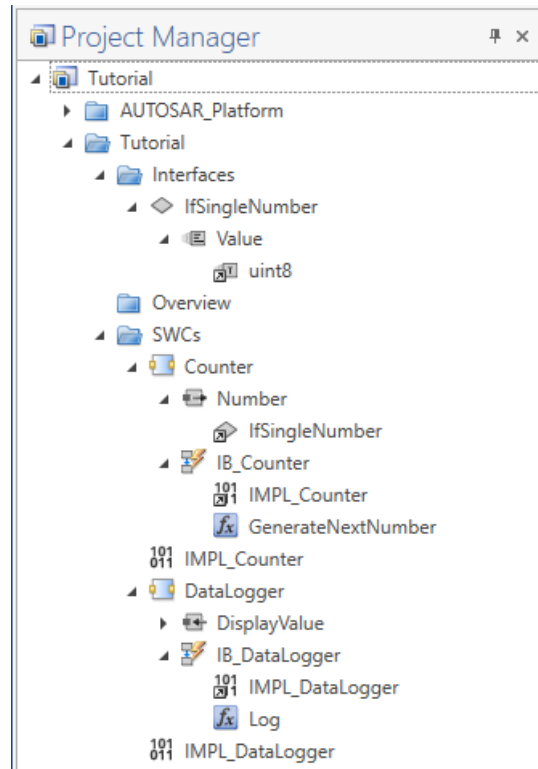 Project Manager
Tutorial
AUTOSAR_Platform
Tutorial
Interfaces
IfSingleNumber
Value
uint8
Overview
SWCs
Counter
Number
IfSingleNumber
IB_Counter
IMPL_Counter
GenerateNextNumber
IMPL_Counter
DataLogger
DisplayValue
IB_DataLogger
IMPL_DataLogger
Log
IMPL_DataLogger